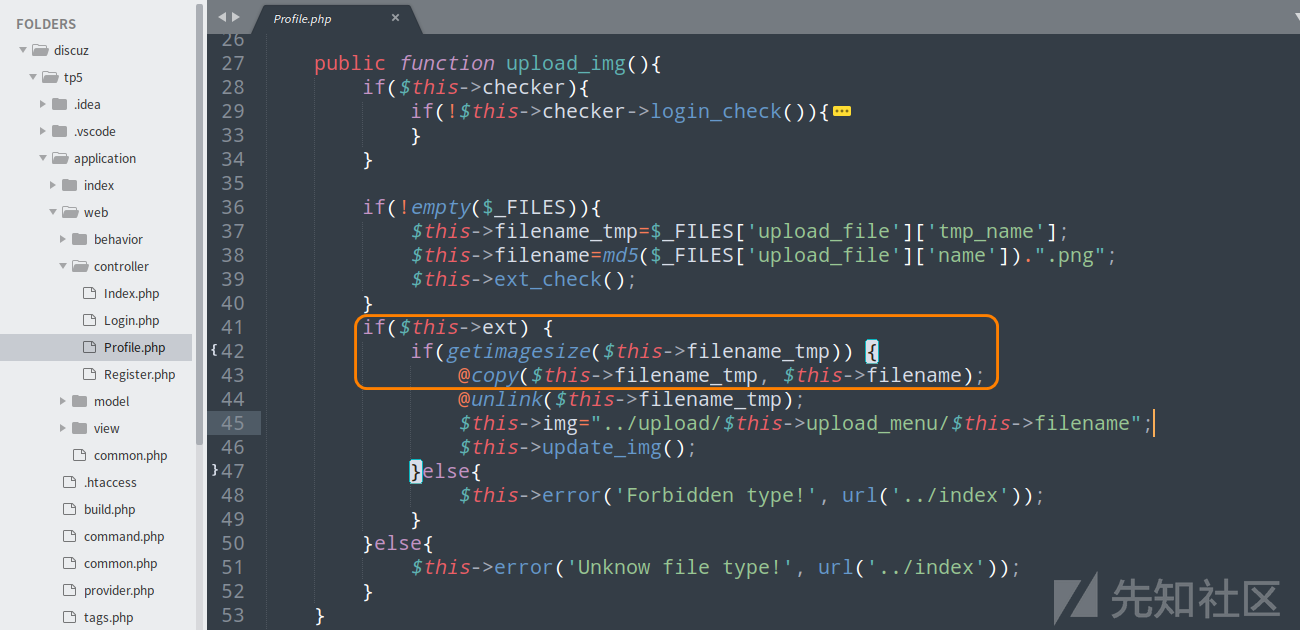 FOLDERS
discuz
tp5
.idea
.vscode
application
index
web
behavior
controller
Index.php
Login.php
Profile.php
Register.php
model
view
common.php
.htaccess
build.php
command.php
common.php
provider.php
tags.php
Profile.php ×
26
27 public function upload_img(){
28 if($this->checker){
29 if(!$this->checker->login_check()){
33 }
34 }
35
36 if(!empty($_FILES)){
37 $this->filename_tmp=$_FILES['upload_file']['tmp_name'];
38 $this->filename=md5($_FILES['upload_file']['name']).".png";
39 $this->ext_check();
40 }
41 if($this->ext) {
42 if(getimagesize($this->filename_tmp)) {
43 @copy($this->filename_tmp, $this->filename);
44 @unlink($this->filename_tmp);
45 $this->img="../upload/$this->upload_menu/$this->filename";
46 $this->update_img();
47 }else{
48 $this->error('Forbidden type!', url('../index'));
49 }
50 }else{
51 $this->error('Unknow file type!', url('../index'));
52 }
53 }
先知社区